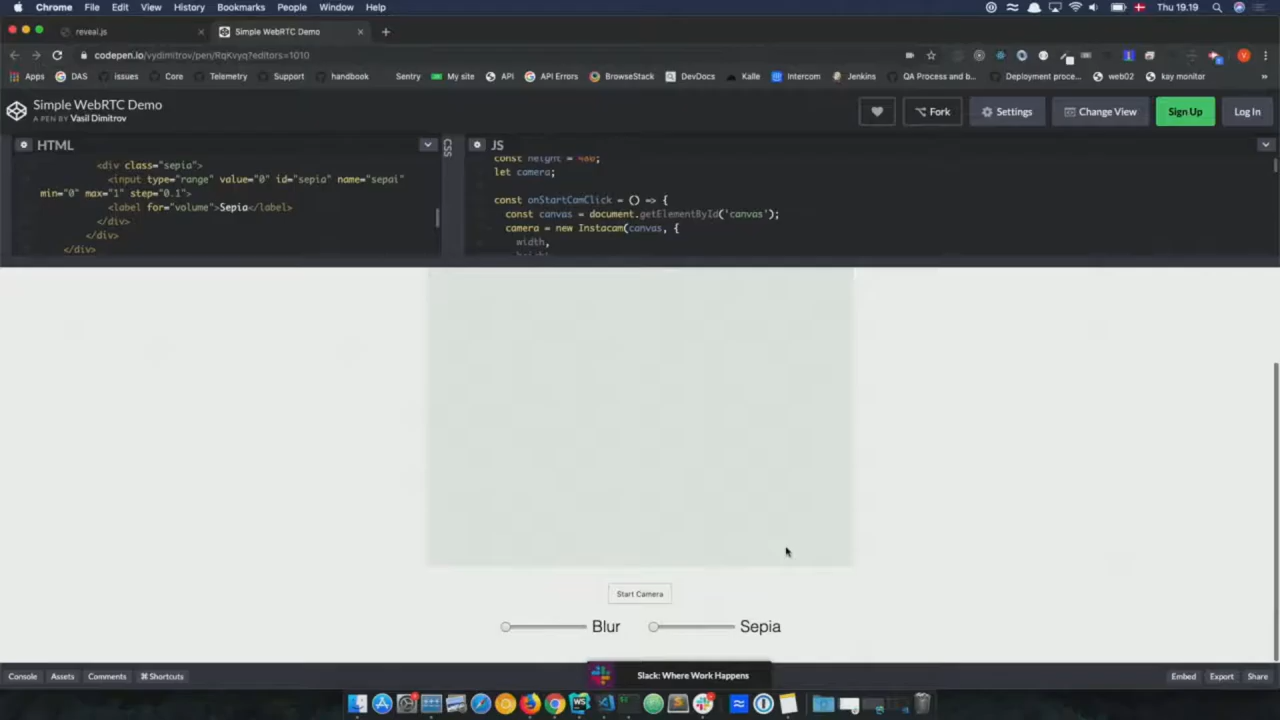 Chrome File Edit View History Bookmarks People Window Help Thu 19.19
reveal.js × Simple WebRTC Demo × +
codepen.io/vydimitrov/pen/RqKvyq?editors=1010
Apps DAS issues Core Telemetry Support handbook Sentry My site API API Errors BrowseStack DevDocs Kalle Intercom Jenkins QA Process and b... Deployment proce... web02 kay monitor »
Simple WebRTC Demo
A PEN BY Vasil Dimitrov
Fork Settings Change View Sign Up Log In
HTML
<div class="sepia">
<input type="range" value="0" id="sepia" name="sepai"
min="0" max="1" step="0.1">
<label for="volume">Sepia</label>
</div>
</div>
</div>
CSS
JS
const height = 480;
let camera;
const onStartCamClick = () => {
const canvas = document.getElementById('canvas');
camera = new Instacam(canvas, {
width,
Start Camera
Blur Sepia
Console Assets Comments ⌘ Shortcuts Slack: Where Work Happens Embed Export Share